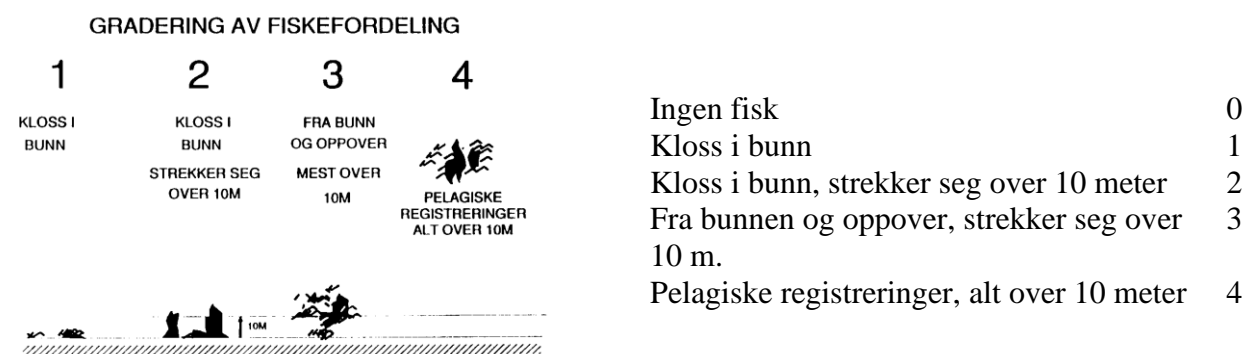 GRADERING AV FISKEFORDELING
1 2 3 4
KLOSS I
BUNN
KLOSS I
BUNN
STREKKER SEG
OVER 10M
FRA BUNN
OG OPPOVER
MEST OVER
10M
PELAGISKE
REGISTRERINGER
ALT OVER 10M
10M
Ingen fisk 0
Kloss i bunn 1
Kloss i bunn, strekker seg over 10 meter 2
Fra bunnen og oppover, strekker seg over 3
10 m.
Pelagiske registreringer, alt over 10 meter 4